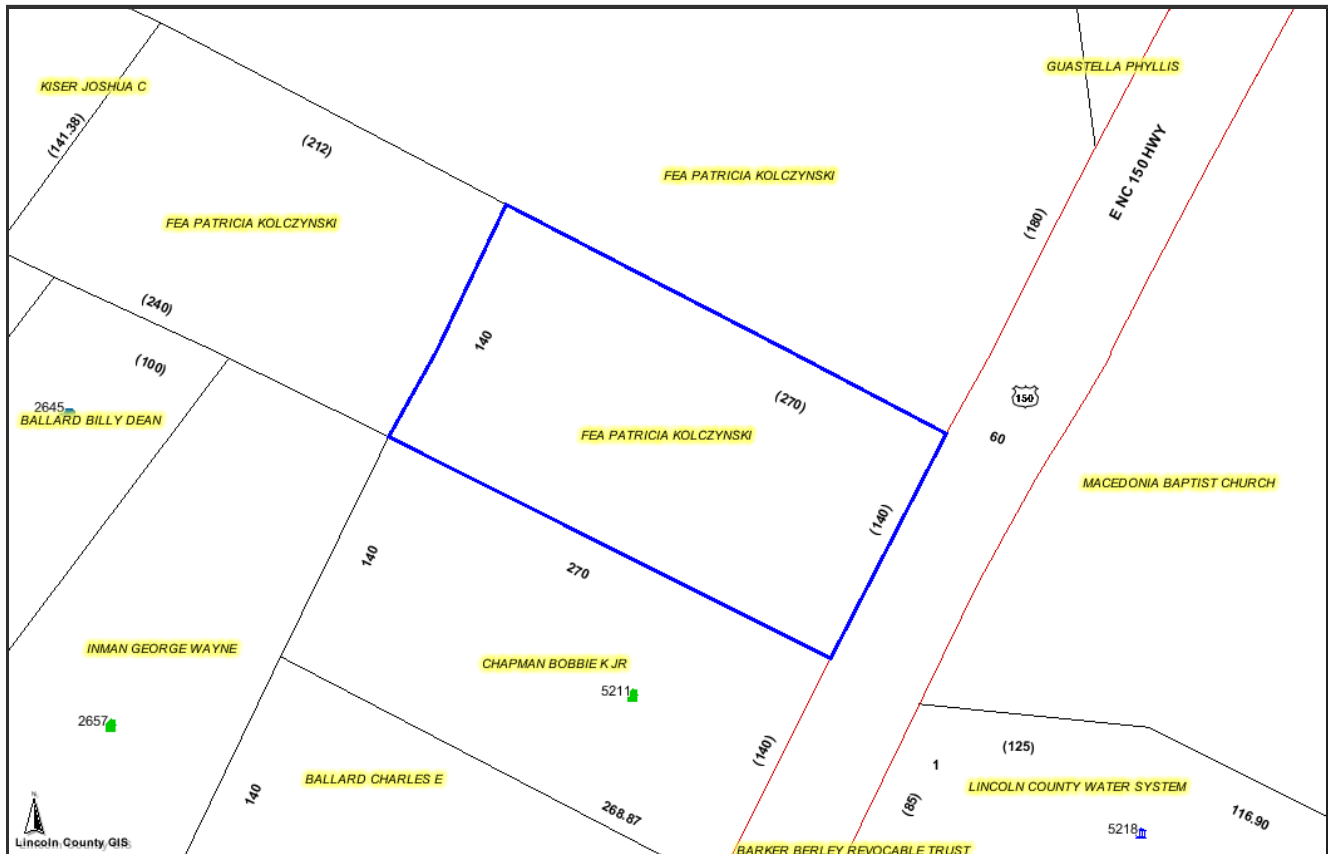 GUASTELLA PHYLLIS
KISER JOSHUA C
(141.38)
(212)
E NC 150 HWY
FEA PATRICIA KOLCZYNSKI
FEA PATRICIA KOLCZYNSKI
(180)
(240)
140
(100)
(270)
150
2645
BALLARD BILLY DEAN
FEA PATRICIA KOLCZYNSKI
60
MACEDONIA BAPTIST CHURCH
(140)
140
270
INMAN GEORGE WAYNE
CHAPMAN BOBBIE K JR
5211
2657
(140)
(125)
1
BALLARD CHARLES E
LINCOLN COUNTY WATER SYSTEM
140
(85)
268.87
116.90
5218
N
Lincoln County GIS
BARKER BERLEY REVOCABLE TRUST